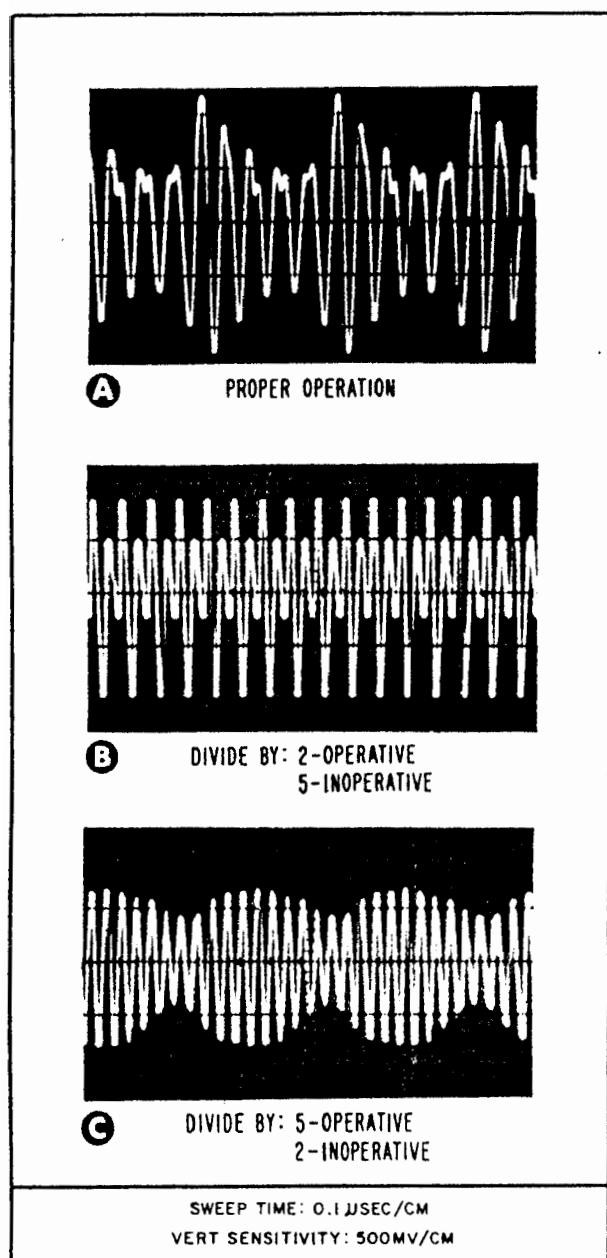 A PROPER OPERATION
B DIVIDE BY: 2-OPERATIVE
5-INOPERATIVE
C DIVIDE BY: 5-OPERATIVE
2-INOPERATIVE
SWEEP TIME: 0.1 µSEC/CM
VERT SENSITIVITY: 500MV/CM